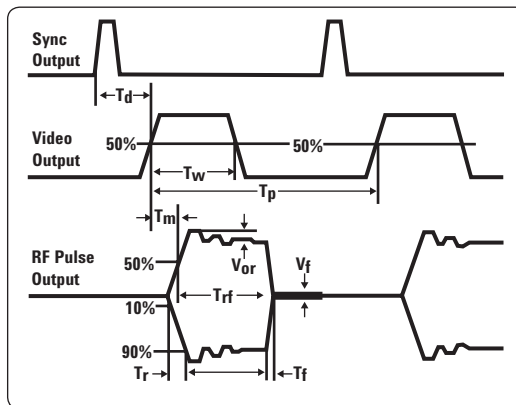 Sync
Output
Td
Video
Output
50%
50%
Tw
Tp
Tm
RF Pulse
Output
50%
Vor
Vf
Trf
10%
90%
Tr
Tf